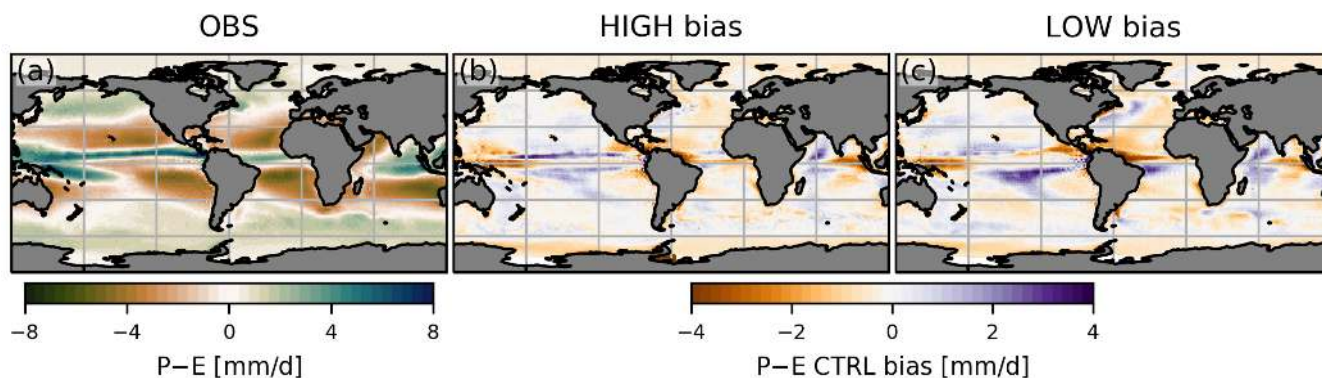 OBS
HIGH bias
LOW bias
(a)
(b)
(c)
−8 −4 0 4 8
−4 −2 0 2 4
P−E [mm/d]
P−E CTRL bias [mm/d]